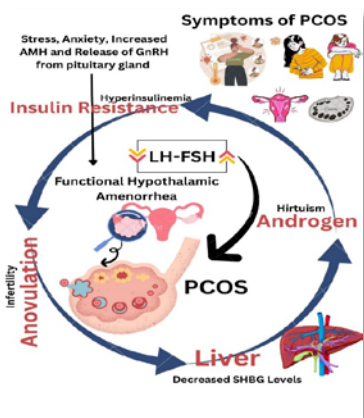 Symptoms of PCOS
Stress, Anxiety, Increased
AMH and Release of GnRH
from pituitary gland
Hyperinsulinemia
Insulin Resistance
LH-FSH
Functional Hypothalamic
Amenorrhea
Hirtuism
Androgen
PCOS
Infertility
Anovulation
Liver
Decreased SHBG Levels